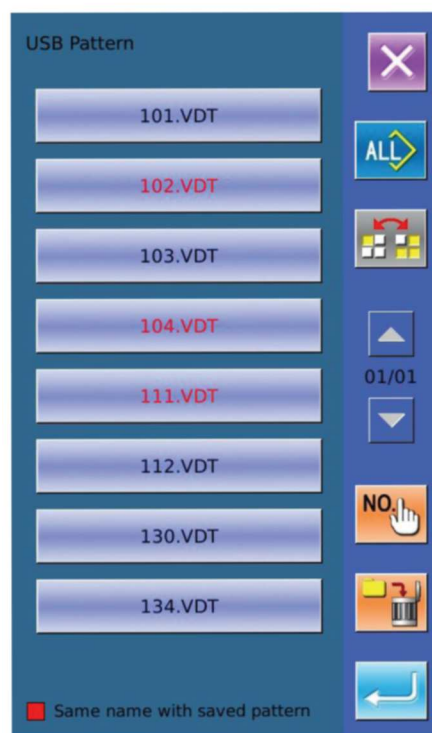 USB Pattern
101.VDT
ALL
102.VDT
103.VDT
104.VDT
01/01
111.VDT
112.VDT
NO.
130.VDT
134.VDT
Same name with saved pattern